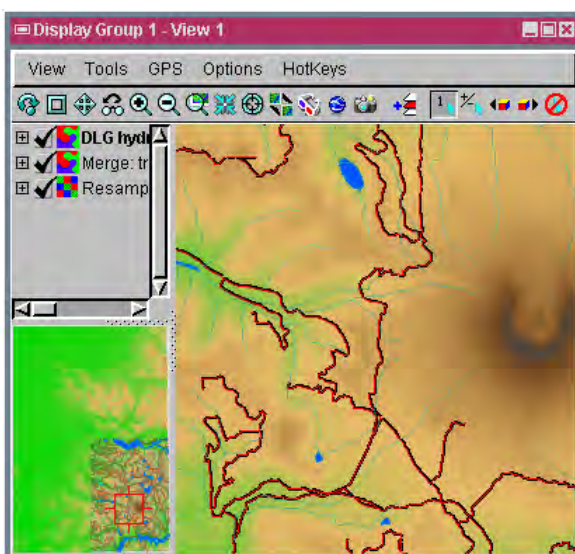 Display Group 1 - View 1
View Tools GPS Options HotKeys
1
DLG hydr
Merge: tr
Resamp